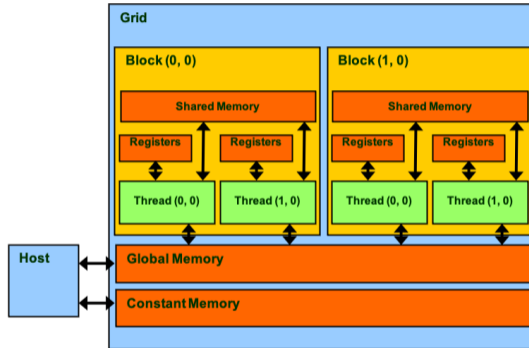 Grid
Block (0, 0)
Block (1, 0)
Shared Memory
Shared Memory
Registers
Registers
Registers
Registers
Thread (0, 0)
Thread (1, 0)
Thread (0, 0)
Thread (1, 0)
Host
Global Memory
Constant Memory